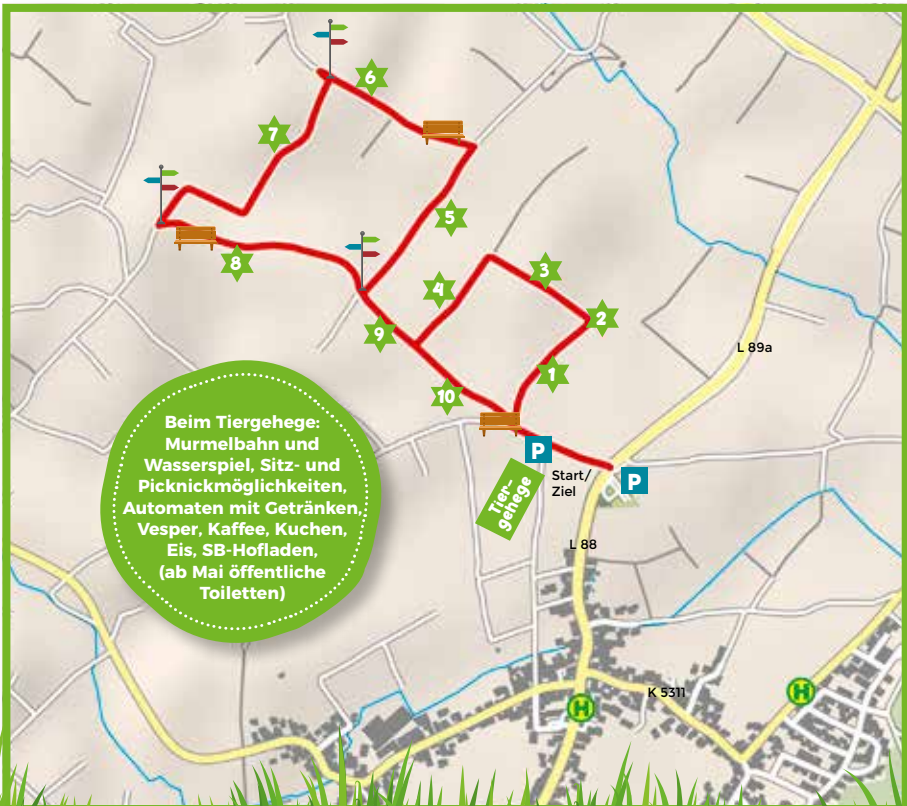 6
7
5
8
4
3
2
9
1
L 89a
10
Beim Tiergehege:
Murmelbahn und
Wasserspiel, Sitz- und
Picknickmöglichkeiten,
Automaten mit Getränken,
Vesper, Kaffee, Kuchen,
Eis, SB-Hofladen,
(ab Mai öffentliche
Toiletten)
P
Start/
Ziel
P
Tier-
gehege
L 88
K 5311
H
H